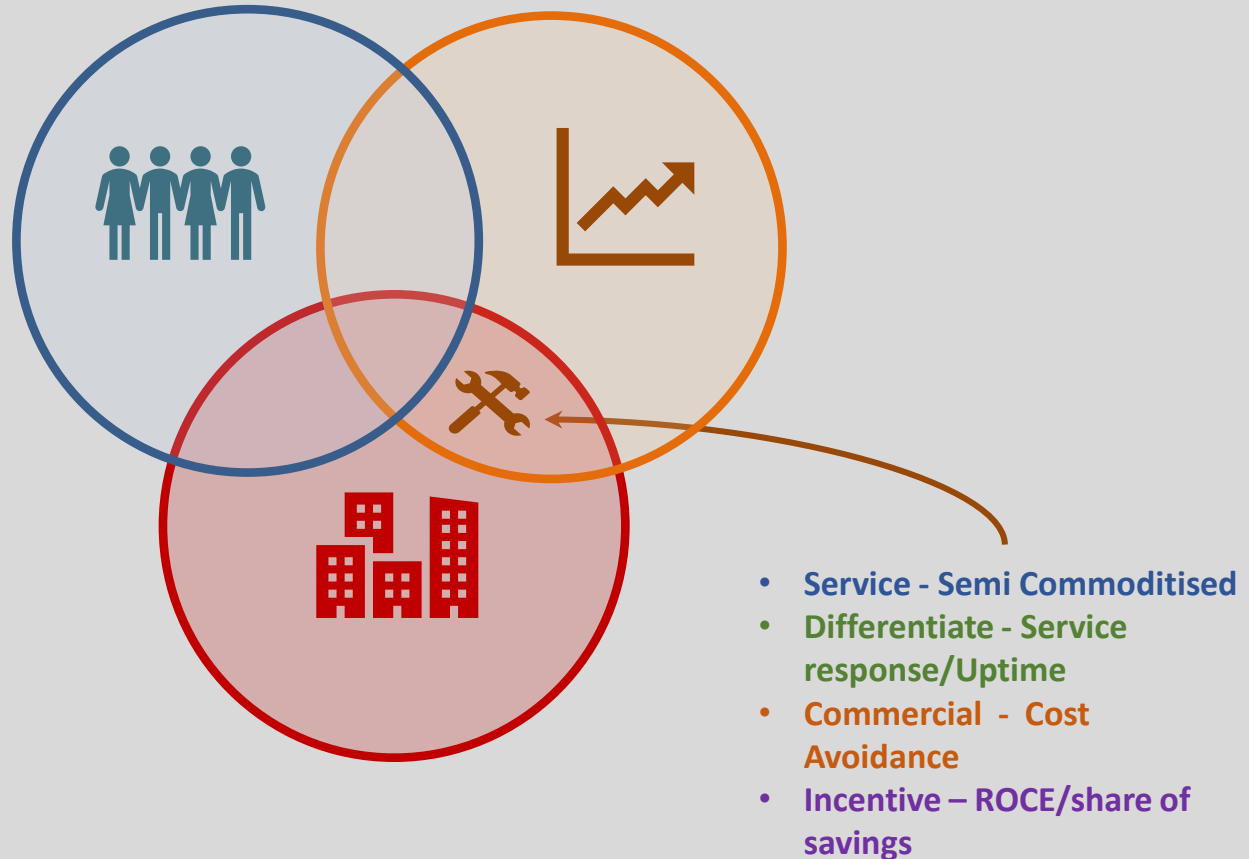 • Service - Semi Commoditised
• Differentiate - Service
response/Uptime
• Commercial - Cost
Avoidance
• Incentive – ROCE/share of
savings